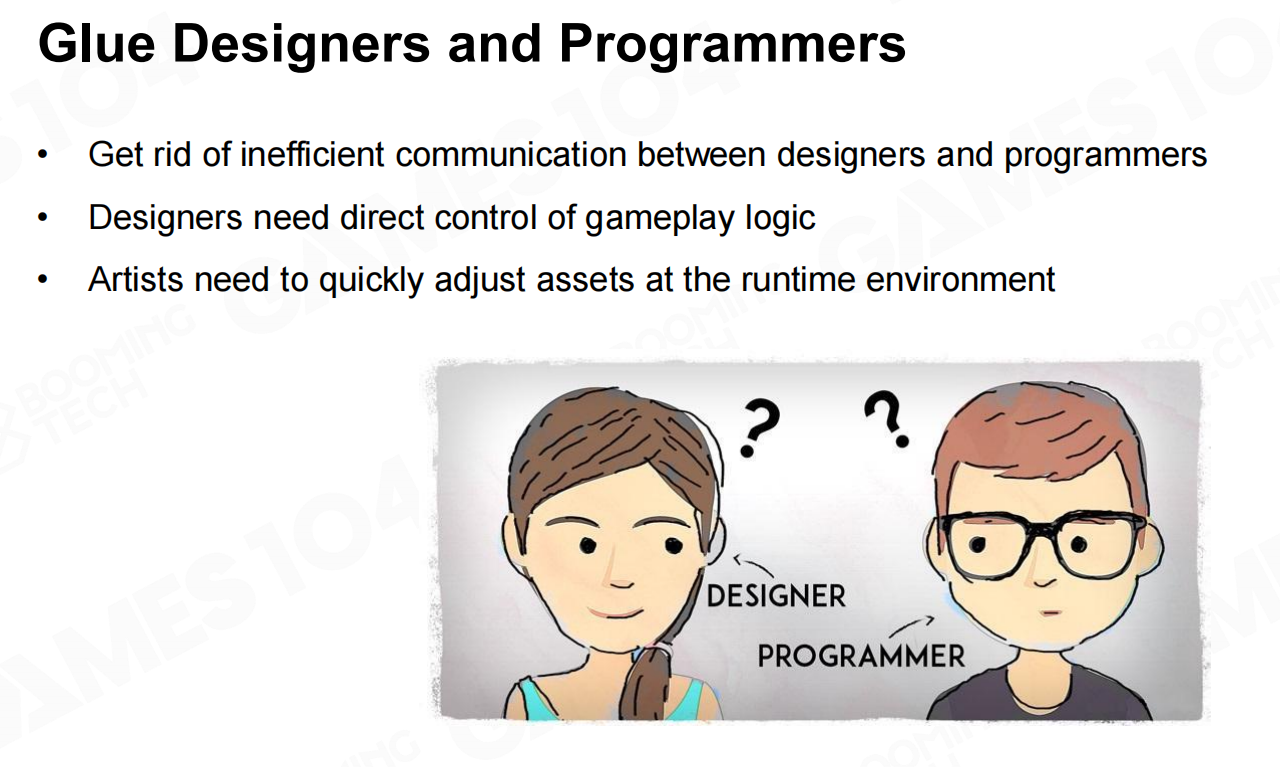 Glue Designers and Programmers
• Get rid of inefficient communication between designers and programmers
• Designers need direct control of gameplay logic
• Artists need to quickly adjust assets at the runtime environment
? ?
DESIGNER
PROGRAMMER
GAMES104
BOOMING
TECH